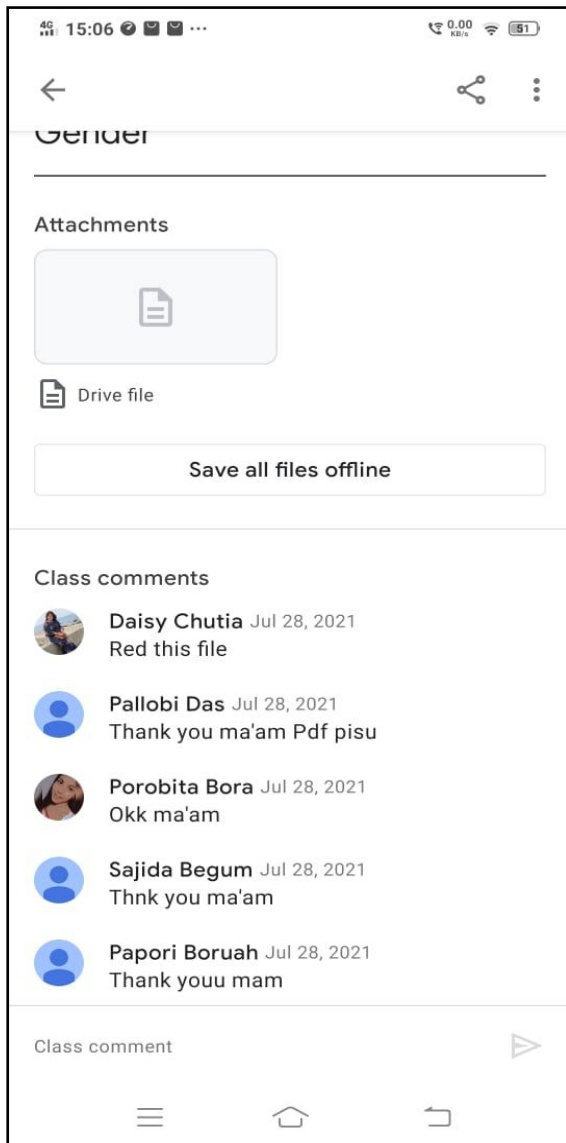 4G 15:06 ...
0.00 KB/s 51
Gender
Attachments
Drive file
Save all files offline
Class comments
Daisy Chutia Jul 28, 2021
Red this file
Pallobi Das Jul 28, 2021
Thank you ma'am Pdf pisu
Porobita Bora Jul 28, 2021
Okk ma'am
Sajida Begum Jul 28, 2021
Thnk you ma'am
Papori Boruah Jul 28, 2021
Thank youu mam
Class comment